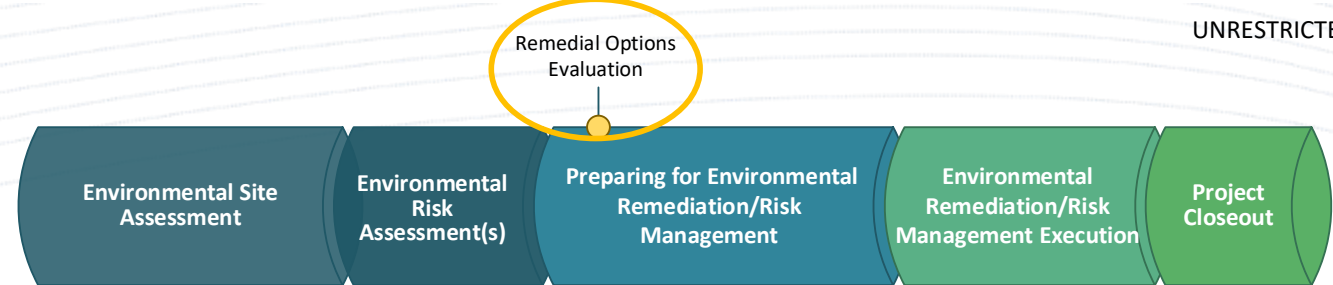 UNRESTRICTE
Remedial Options
Evaluation
Environmental Site
Assessment
Environmental
Risk
Assessment(s)
Preparing for Environmental
Remediation/Risk
Management
Environmental
Remediation/Risk
Management Execution
Project
Closeout